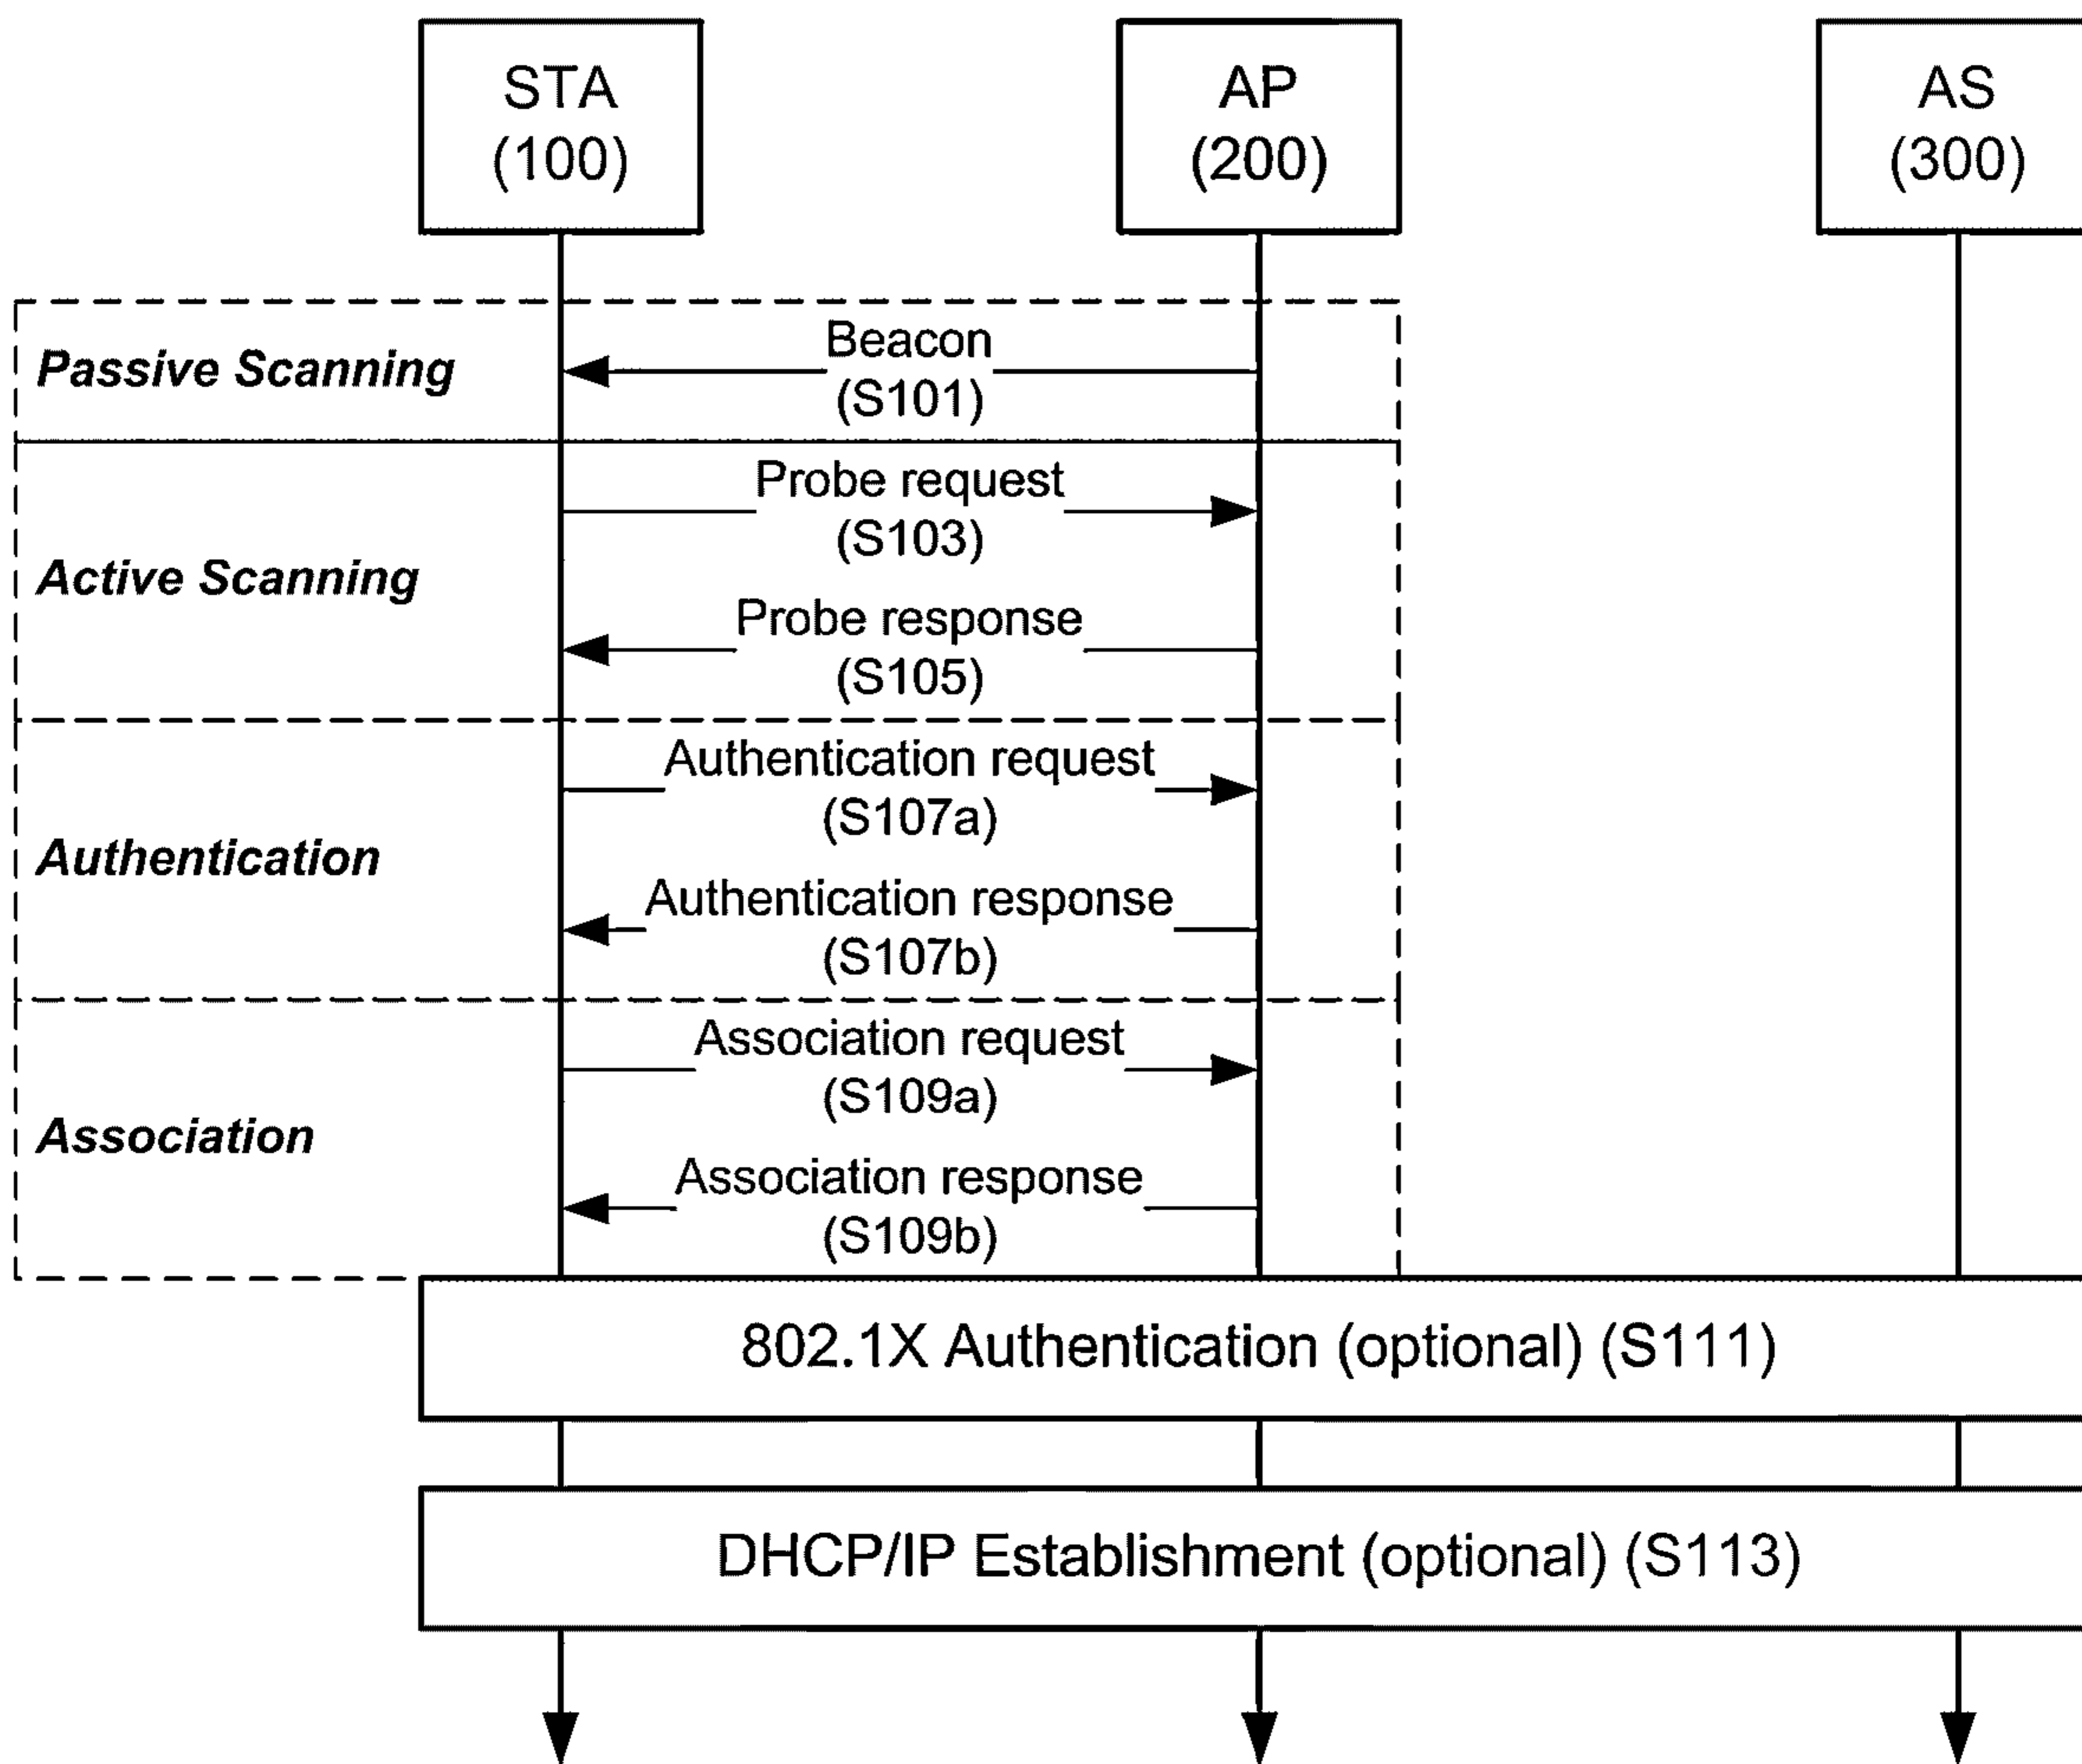 STA
(100)
AP
(200)
AS
(300)
Passive Scanning
Beacon
(S101)
Active Scanning
Probe request
(S103)
Probe response
(S105)
Authentication
Authentication request
(S107a)
Authentication response
(S107b)
Association
Association request
(S109a)
Association response
(S109b)
802.1X Authentication (optional) (S111)
DHCP/IP Establishment (optional) (S113)